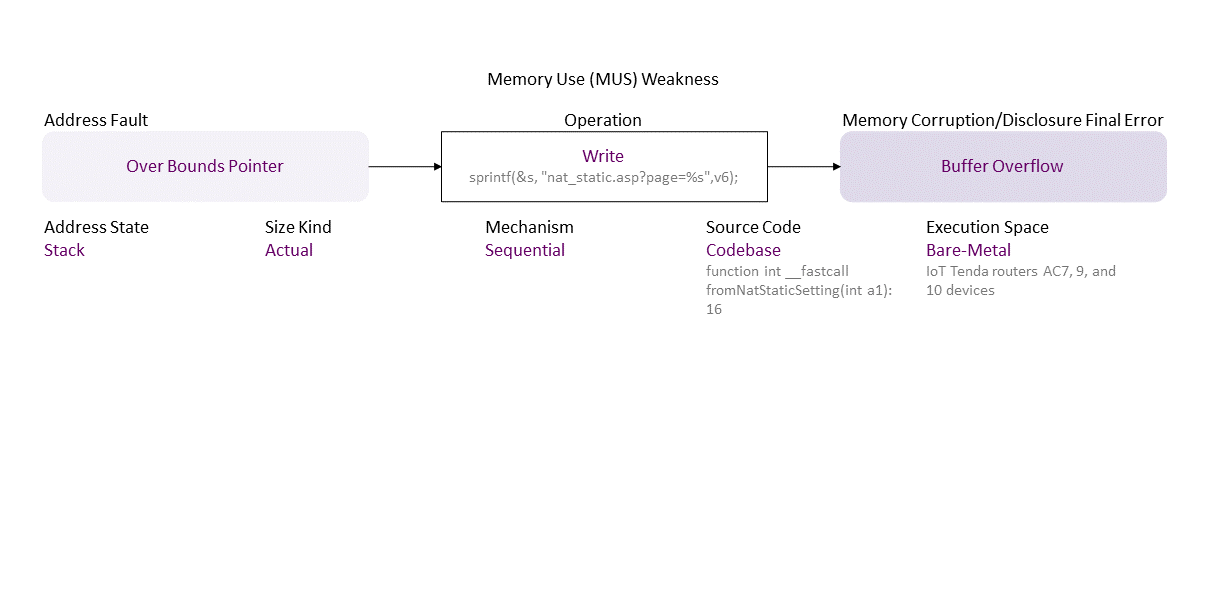 Memory Use (MUS) Weakness
Address Fault
Operation
Memory Corruption/Disclosure Final Error
Over Bounds Pointer
Write
sprintf(&s, "nat_static.asp?page=%s",v6);
Buffer Overflow
Address State
Stack
Size Kind
Actual
Mechanism
Sequential
Source Code
Codebase
function int __fastcall
fromNatStaticSetting(int a1):
16
Execution Space
Bare-Metal
IoT Tenda routers AC7, 9, and
10 devices